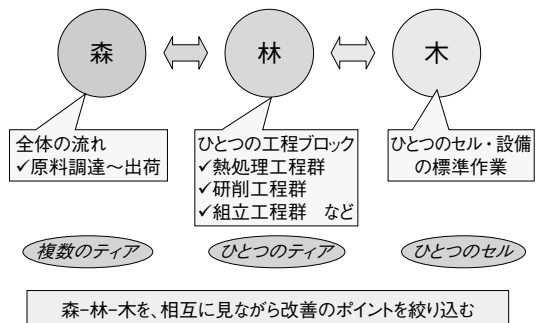 森
林
木
全体の流れ
✓原料調達～出荷
ひとつの工程ブロック
✓熱処理工程群
✓研削工程群
✓組立工程群　など
ひとつのセル・設備
の標準作業
複数のティア
ひとつのティア
ひとつのセル
森−林−木を、相互に見ながら改善のポイントを絞り込む